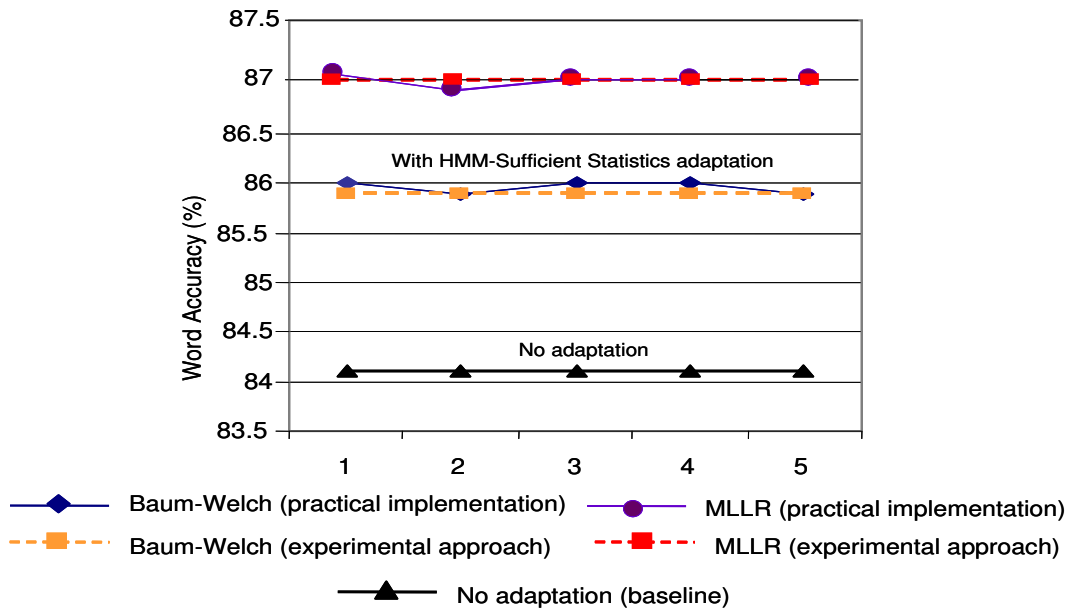 87.5
87
86.5
With HMM-Sufficient Statistics adaptation
86
85.5
85
84.5
No adaptation
84
83.5
Word Accuracy (%)
1 2 3 4 5
Baum-Welch (practical implementation) MLLR (practical implementation)
Baum-Welch (experimental approach) MLLR (experimental approach)
No adaptation (baseline)